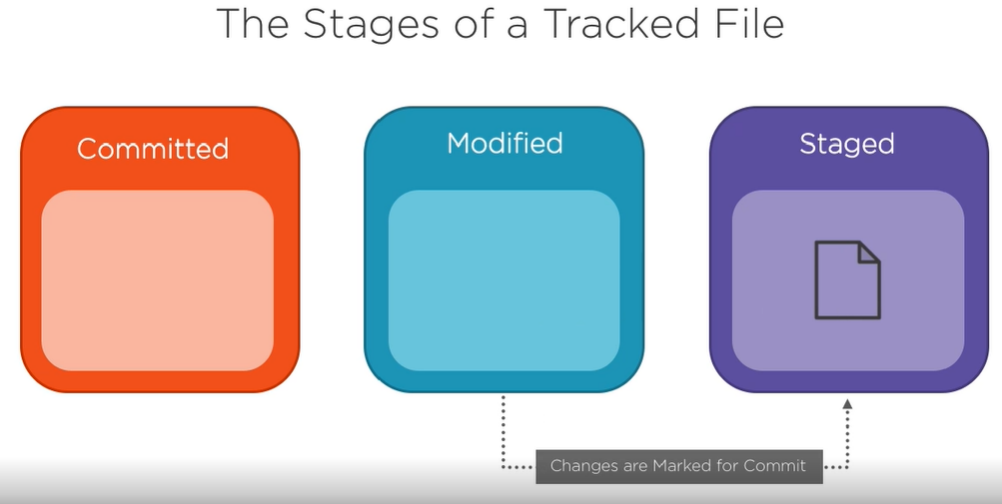 The Stages of a Tracked File
Committed
Modified
Staged
Changes are Marked for Commit